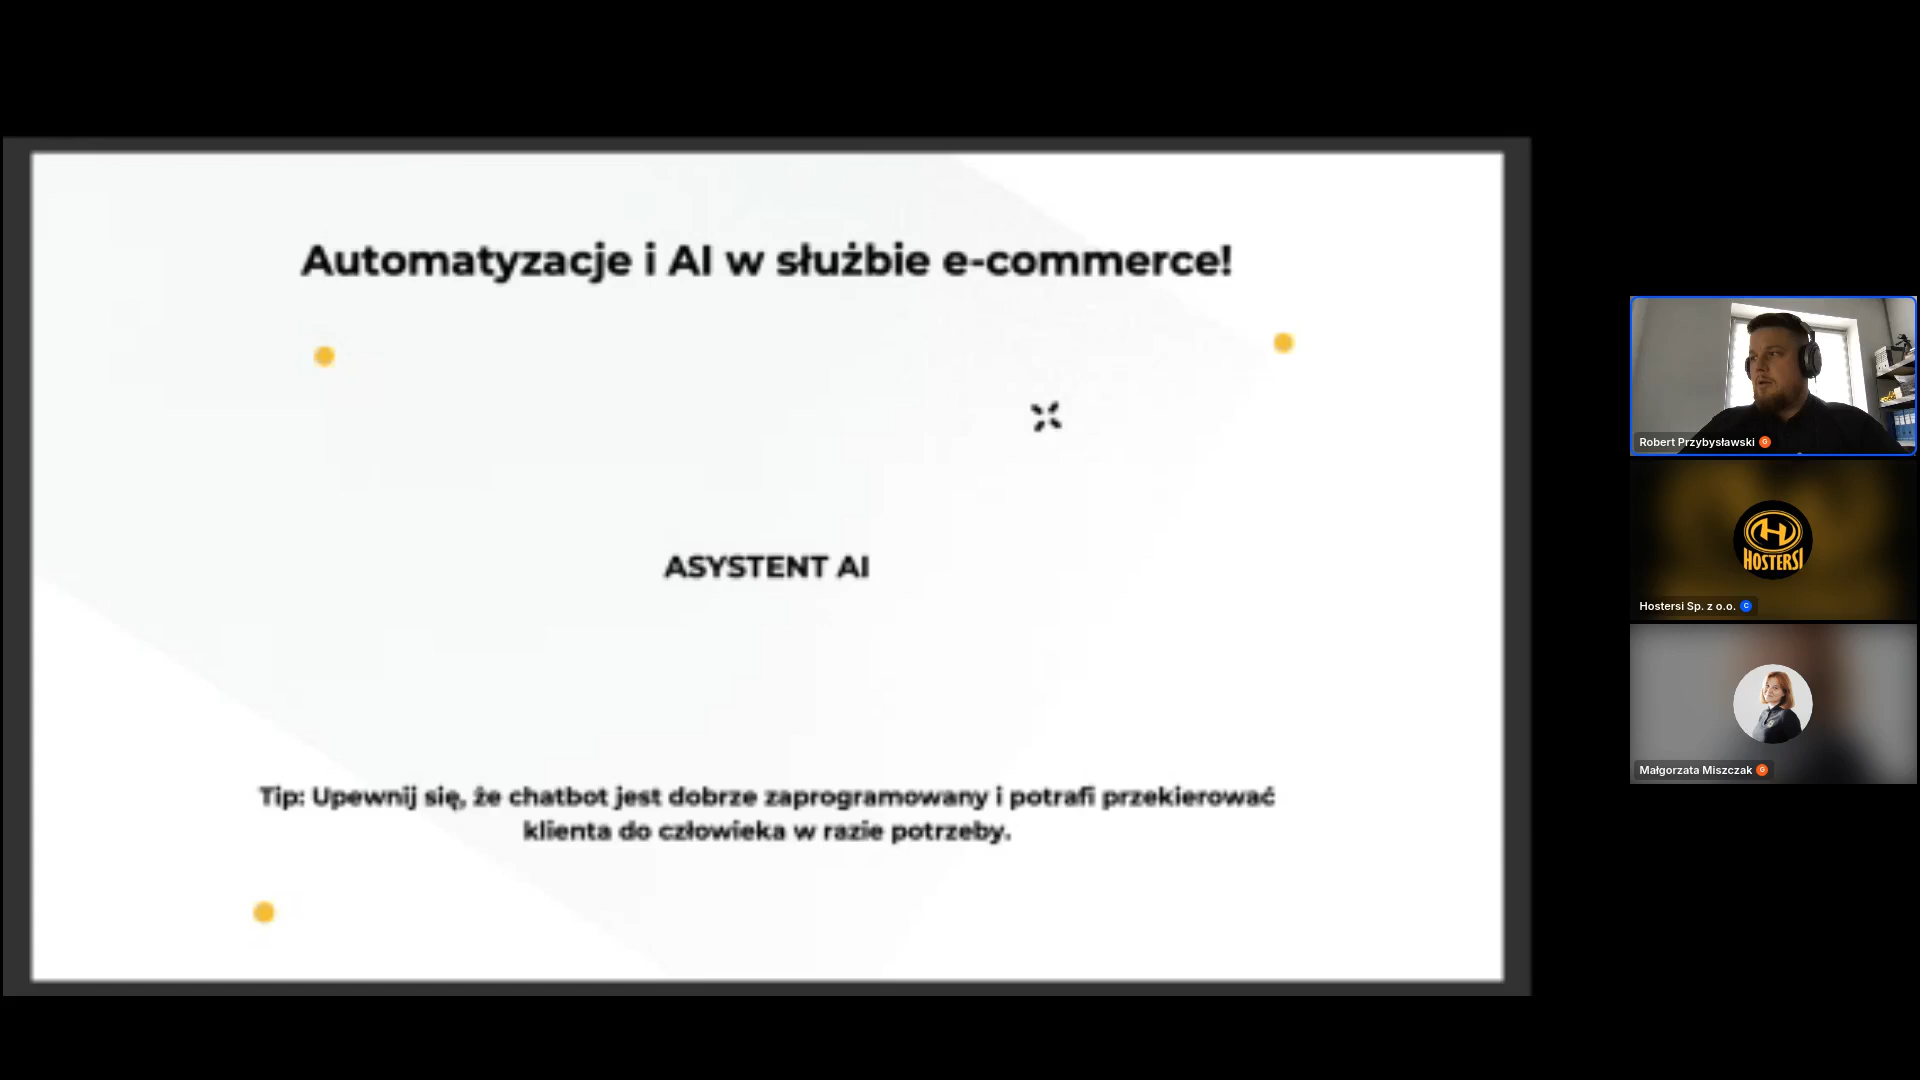 Automatyzacje i AI w służbie e-commerce!
ASYSTENT AI
Tip: Upewnij się, że chatbot jest dobrze zaprogramowany i potrafi przekierować
klienta do człowieka w razie potrzeby.
Robert Przybysławski G
HOSTERSI
Hostersi Sp. z o.o. C
Małgorzata Miszczak G